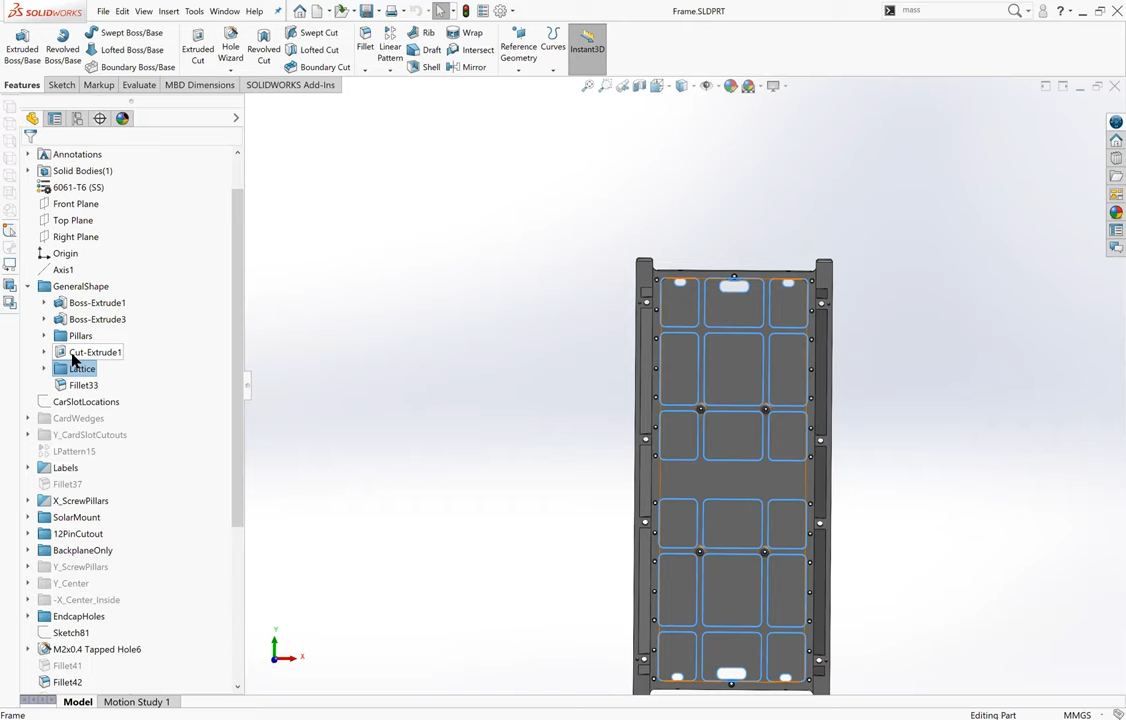 SOLIDWORKS
File
Edit
View
Insert
Tools
Window
Help
Frame.SLDPRT
mass
Extruded Boss/Base
Revolved Boss/Base
Swept Boss/Base
Lofted Boss/Base
Boundary Boss/Base
Extruded Cut
Hole Wizard
Revolved Cut
Swept Cut
Lofted Cut
Boundary Cut
Fillet
Linear Pattern
Rib
Draft
Shell
Wrap
Intersect
Mirror
Reference Geometry
Curves
Instant3D
Features
Sketch
Markup
Evaluate
MBD Dimensions
SOLIDWORKS Add-Ins
Annotations
Solid Bodies(1)
6061-T6 (SS)
Front Plane
Top Plane
Right Plane
Origin
Axis1
GeneralShape
Boss-Extrude1
Boss-Extrude3
Pillars
Cut-Extrude1
Lattice
Fillet33
CarSlotLocations
CardWedges
Y_CardSlotCutouts
LPattern15
Labels
Fillet37
X_ScrewPillars
SolarMount
12PinCutout
BackplaneOnly
Y_ScrewPillars
Y_Center
-X_Center_Inside
EndcapHoles
Sketch81
M2x0.4 Tapped Hole6
Fillet41
Fillet42
Y
X
Model
Motion Study 1
Frame
Editing Part
MMGS